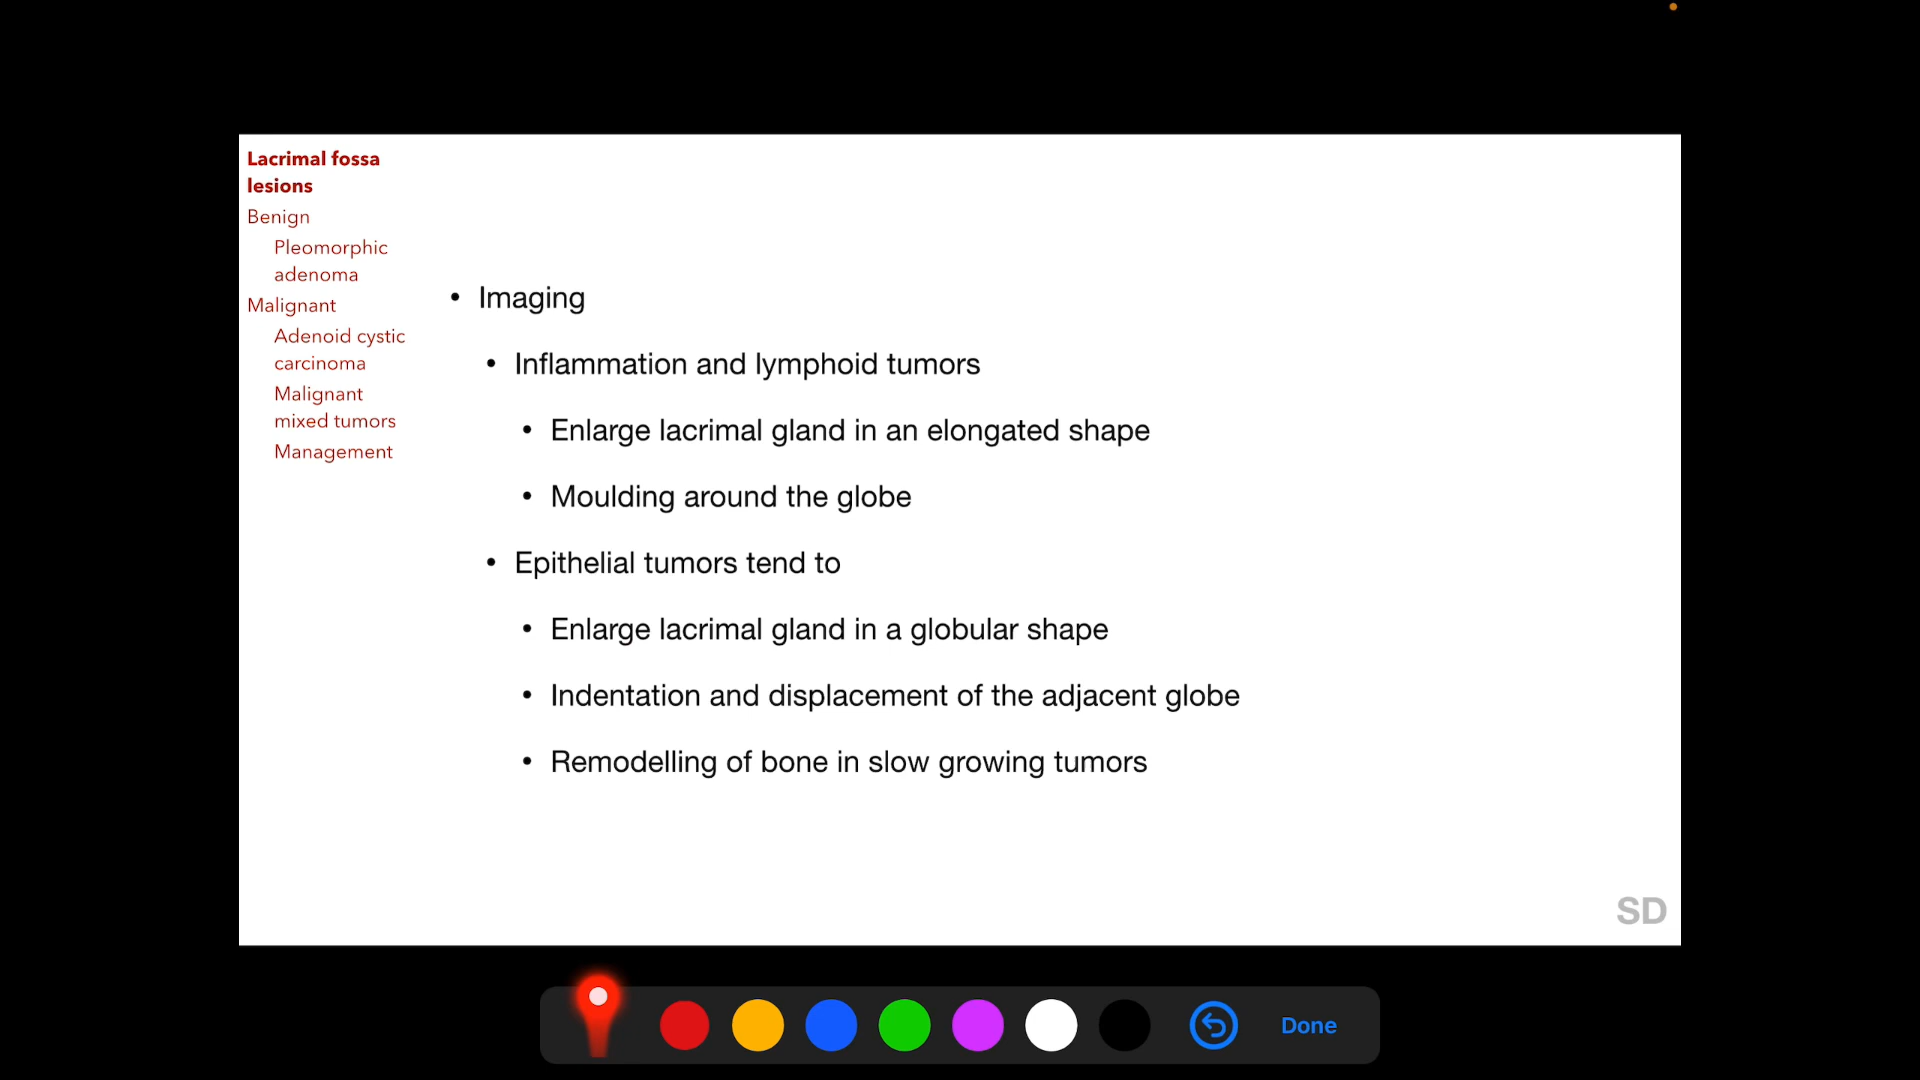 Lacrimal fossa
lesions
Benign
Pleomorphic
adenoma
Malignant
Adenoid cystic
carcinoma
Malignant
mixed tumors
Management
• Imaging
• Inflammation and lymphoid tumors
• Enlarge lacrimal gland in an elongated shape
• Moulding around the globe
• Epithelial tumors tend to
• Enlarge lacrimal gland in a globular shape
• Indentation and displacement of the adjacent globe
• Remodelling of bone in slow growing tumors
SD
Done